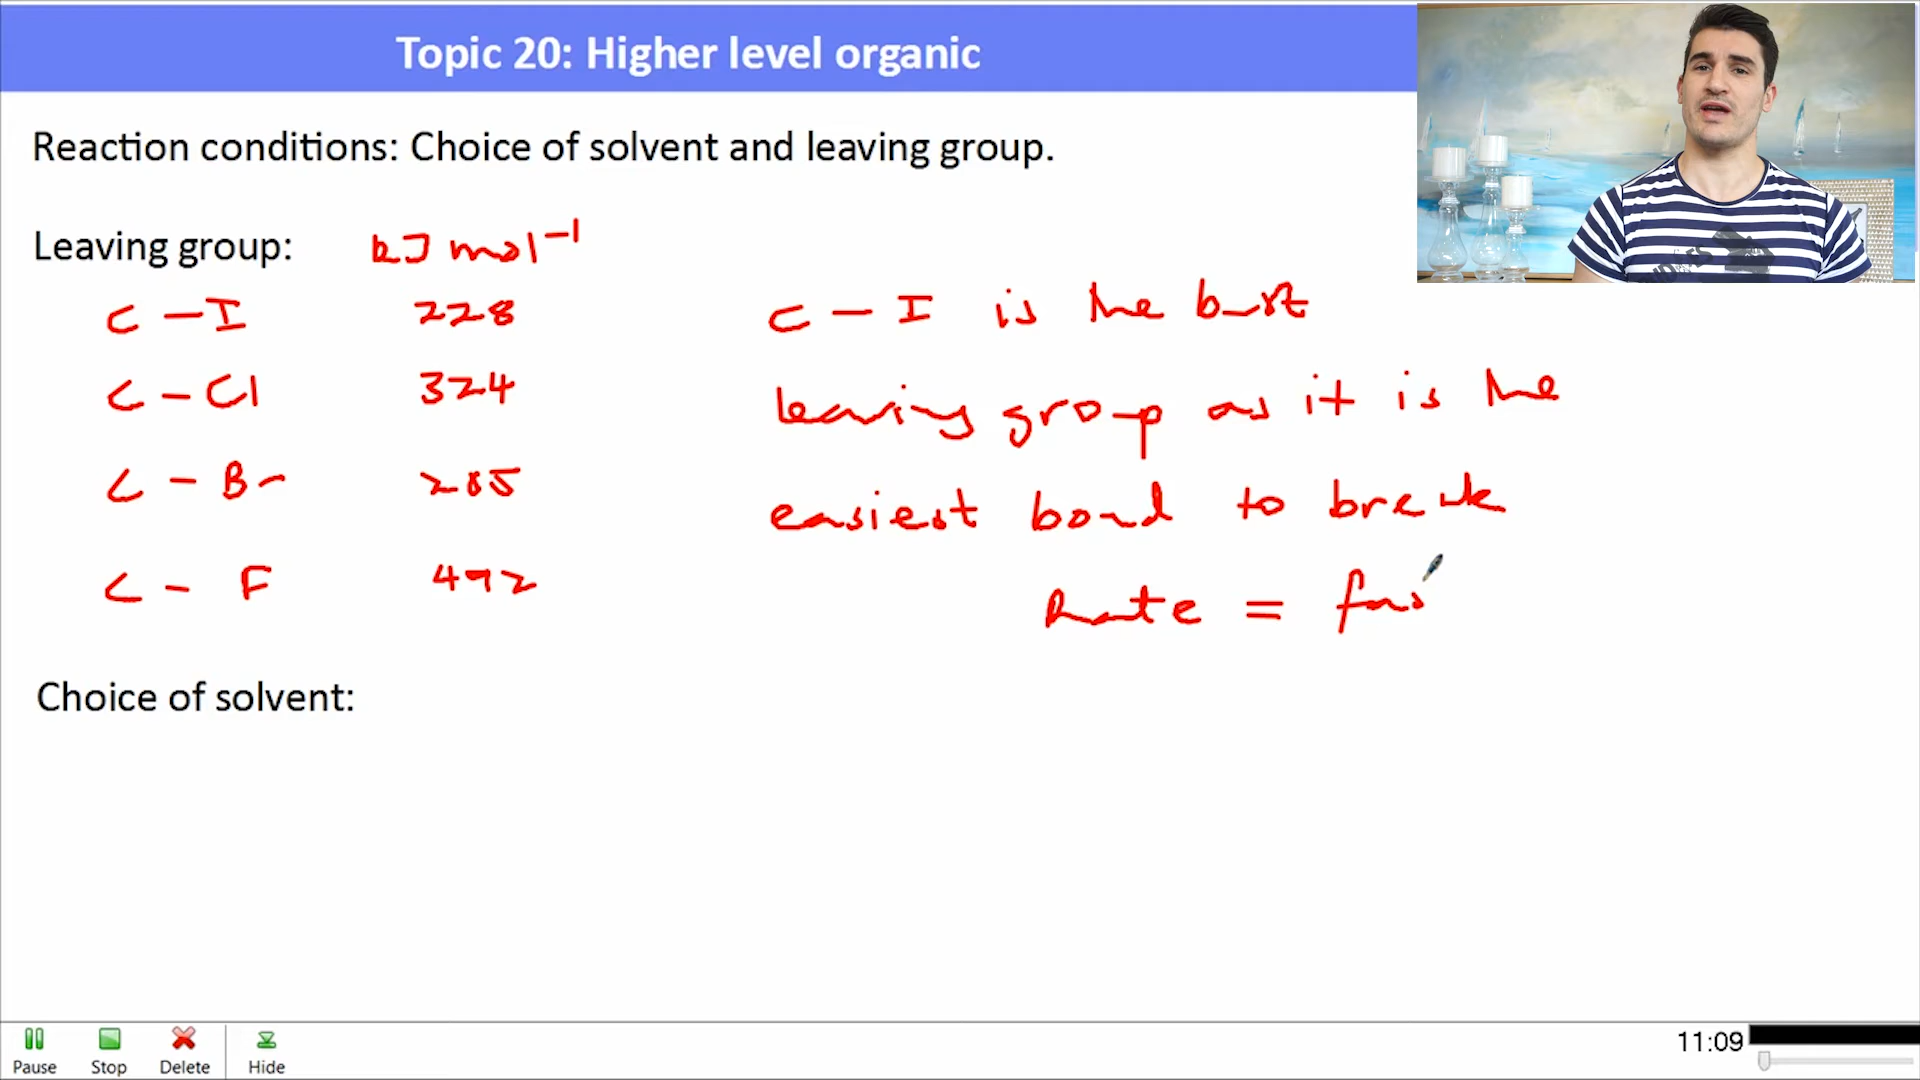 Topic 20: Higher level organic
Reaction conditions: Choice of solvent and leaving group.
Leaving group: kJ mol⁻¹
C – I 228
C – Cl 324
C – Br 285
C – F 492
C – I is the best
leaving group as it is the
easiest bond to break
Rate = fas
Choice of solvent:
Pause Stop Delete Hide
11:09